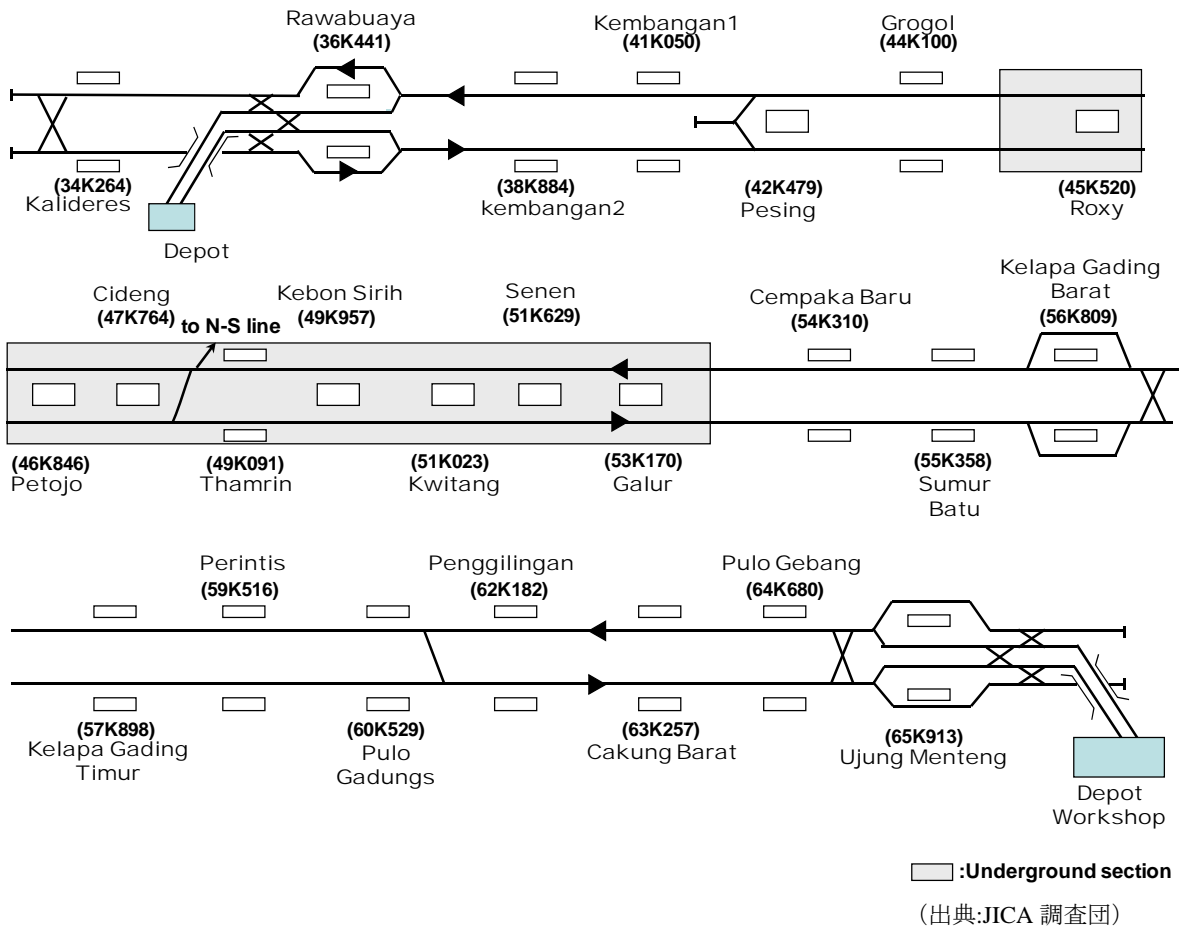 Rawabuaya
(36K441)
Kembangan1
(41K050)
Grogol
(44K100)
(34K264)
Kalideres
Depot
(38K884)
kembangan2
(42K479)
Pesing
(45K520)
Roxy
Cideng
(47K764)
to N-S line
Kebon Sirih
(49K957)
Senen
(51K629)
Cempaka Baru
(54K310)
Kelapa Gading
Barat
(56K809)
(46K846)
Petojo
(49K091)
Thamrin
(51K023)
Kwitang
(53K170)
Galur
(55K358)
Sumur
Batu
Perintis
(59K516)
Penggilingan
(62K182)
Pulo Gebang
(64K680)
(57K898)
Kelapa Gading
Timur
(60K529)
Pulo
Gadungs
(63K257)
Cakung Barat
(65K913)
Ujung Menteng
Depot
Workshop
:Underground section
（出典:JICA 調査団）